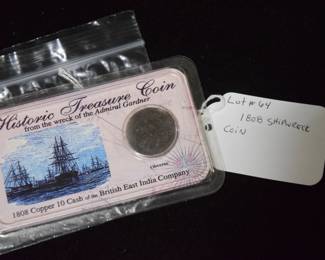 Historic Treasure Coin
from the wreck of the Admiral Gardner
Obverse
1808 Copper 10 Cash of the British East India Company
Lot #64
1808 SHIPWRECK
COIN